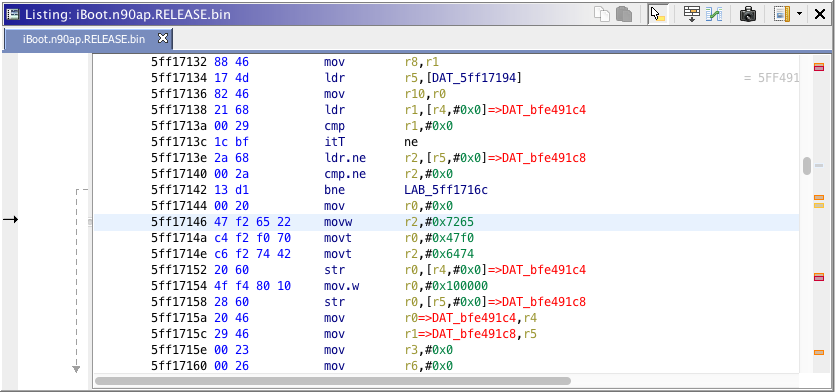 Listing: iBoot.n90ap.RELEASE.bin
iBoot.n90ap.RELEASE.bin
5ff17132 88 46 mov r8,r1
5ff17134 17 4d ldr r5,[DAT_5ff17194] = 5FF491
5ff17136 82 46 mov r10,r0
5ff17138 21 68 ldr r1,[r4,#0x0]=>DAT_bfe491c4
5ff1713a 00 29 cmp r1,#0x0
5ff1713c 1c bf itT ne
5ff1713e 2a 68 ldr.ne r2,[r5,#0x0]=>DAT_bfe491c8
5ff17140 00 2a cmp.ne r2,#0x0
5ff17142 13 d1 bne LAB_5ff1716c
5ff17144 00 20 mov r0,#0x0
5ff17146 47 f2 65 22 movw r2,#0x7265
5ff1714a c4 f2 f0 70 movt r0,#0x47f0
5ff1714e c6 f2 74 42 movt r2,#0x6474
5ff17152 20 60 str r0,[r4,#0x0]=>DAT_bfe491c4
5ff17154 4f f4 80 10 mov.w r0,#0x100000
5ff17158 28 60 str r0,[r5,#0x0]=>DAT_bfe491c8
5ff1715a 20 46 mov r0=>DAT_bfe491c4,r4
5ff1715c 29 46 mov r1=>DAT_bfe491c8,r5
5ff1715e 00 23 mov r3,#0x0
5ff17160 00 26 mov r6,#0x0